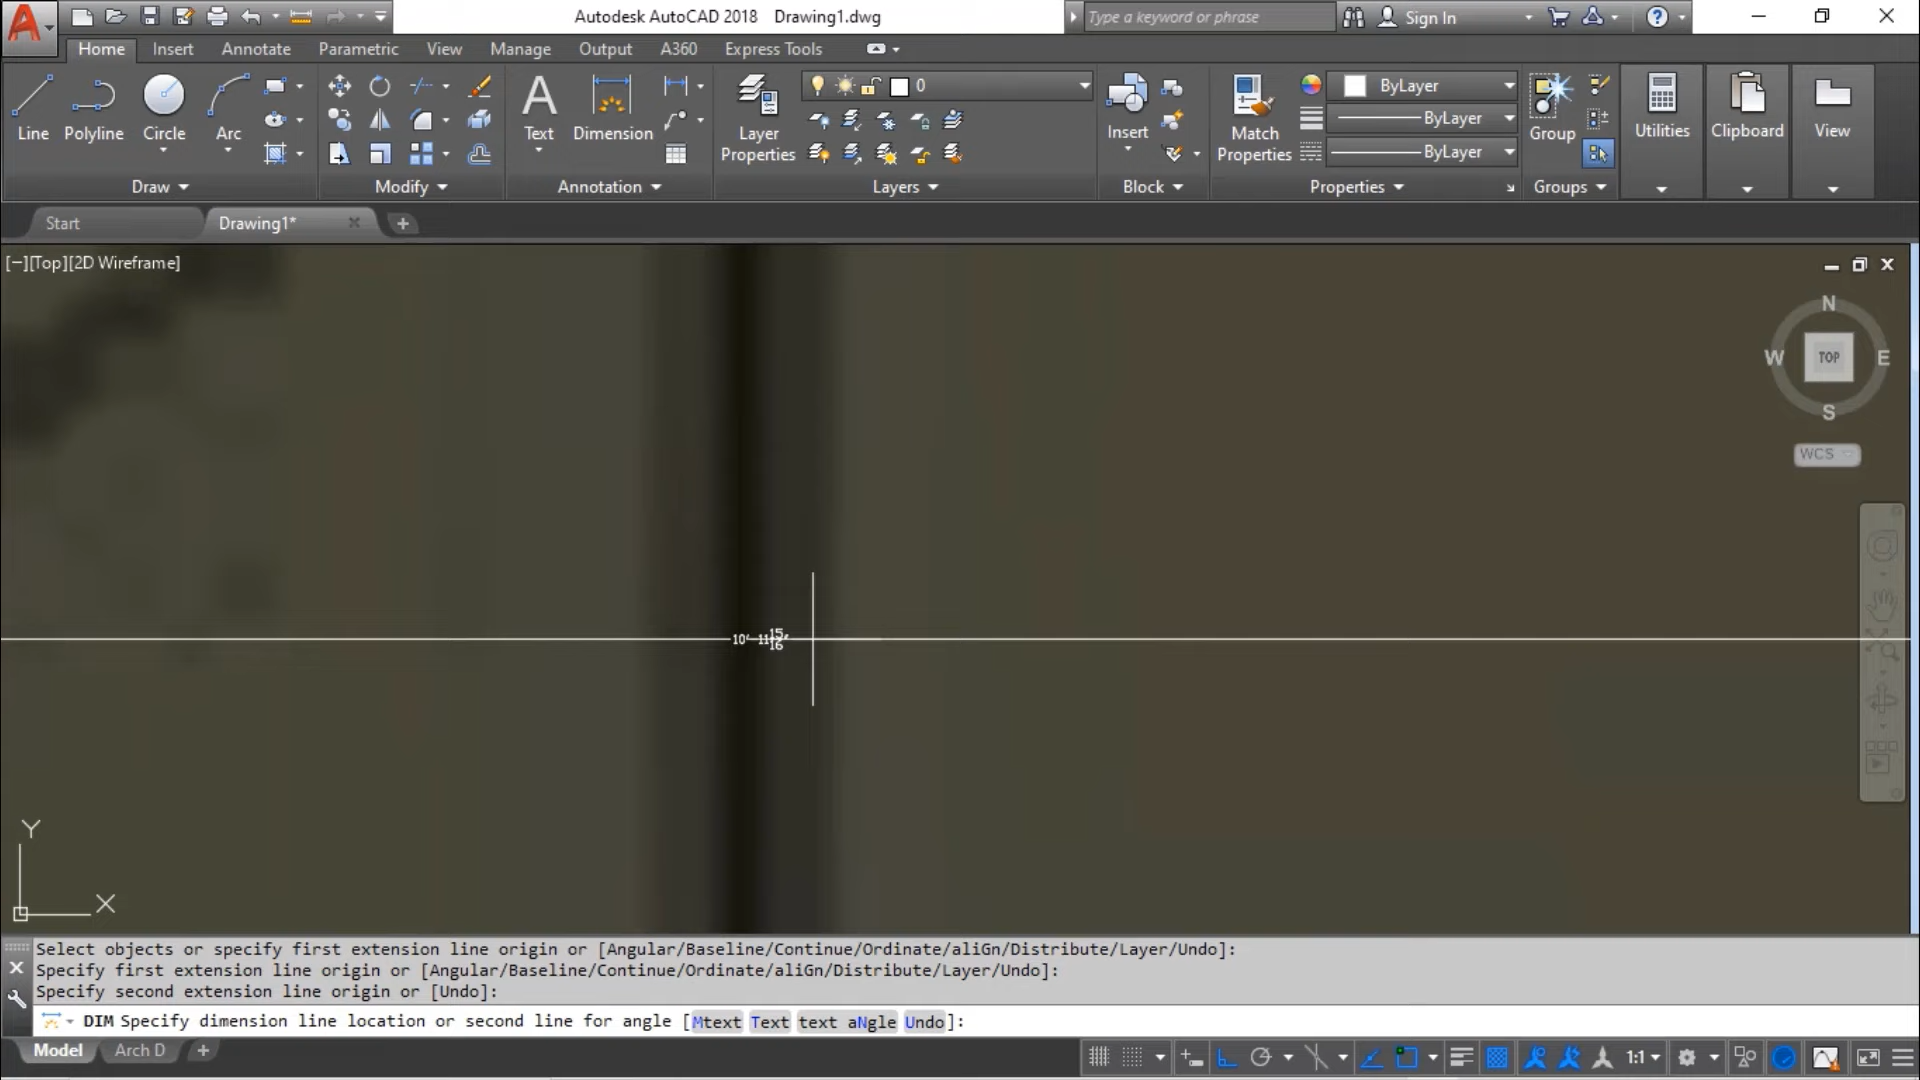 Autodesk AutoCAD 2018 Drawing1.dwg
Type a keyword or phrase
Sign In
Home Insert Annotate Parametric View Manage Output A360 Express Tools
Line Polyline Circle Arc
Text Dimension
Layer Properties
0
Insert
Match Properties
ByLayer
ByLayer
ByLayer
Group
Utilities
Clipboard
View
Draw Modify Annotation Layers Block Properties Groups
Start Drawing1*
[−][Top][2D Wireframe]
N
W TOP E
S
WCS
10'-11 15/16"
Y
X
Select objects or specify first extension line origin or [Angular/Baseline/Continue/Ordinate/aliGn/Distribute/Layer/Undo]:
Specify first extension line origin or [Angular/Baseline/Continue/Ordinate/aliGn/Distribute/Layer/Undo]:
Specify second extension line origin or [Undo]:
DIM Specify dimension line location or second line for angle [Mtext Text text aNgle Undo]:
Model Arch D
1:1